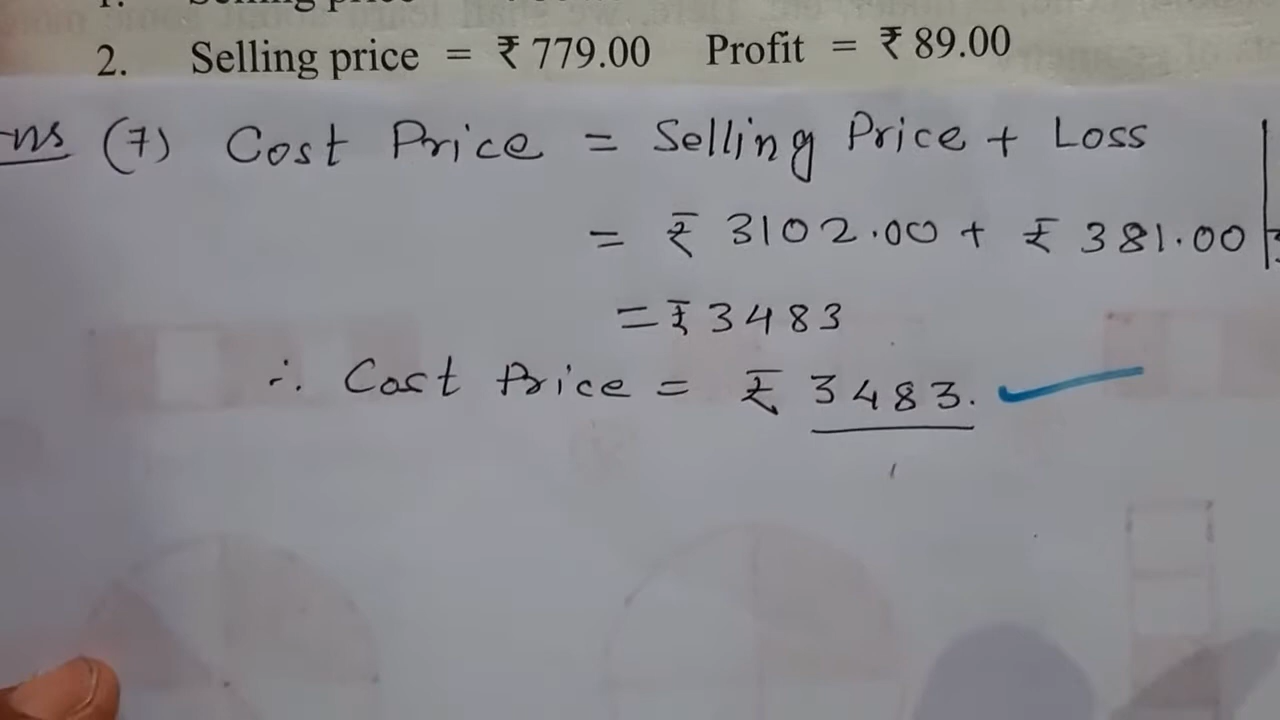 2. Selling price = ₹ 779.00 Profit = ₹ 89.00
(7) Cost Price = Selling Price + Loss
= ₹ 3102.00 + ₹ 381.00
= ₹ 3483
∴ Cost Price = ₹ 3483.